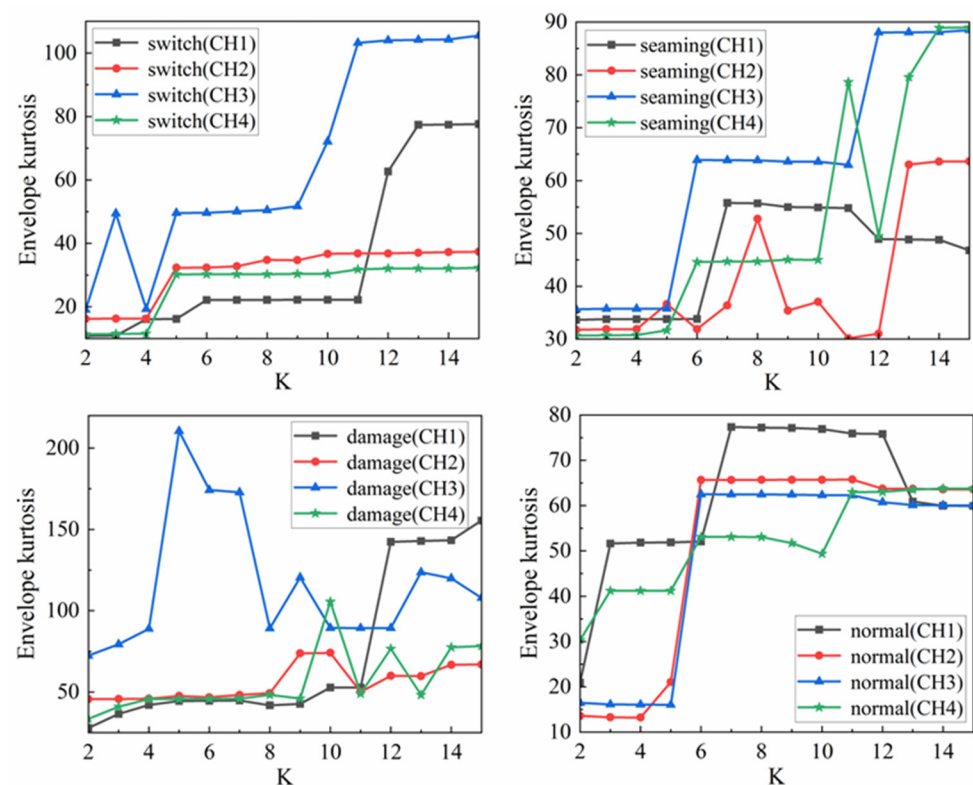 Envelope kurtosis
100
80
60
40
20
2 4 6 8 10 12 14
K
switch(CH1)
switch(CH2)
switch(CH3)
switch(CH4)
Envelope kurtosis
90
80
70
60
50
40
30
2 4 6 8 10 12 14
K
seaming(CH1)
seaming(CH2)
seaming(CH3)
seaming(CH4)
Envelope kurtosis
200
150
100
50
2 4 6 8 10 12 14
K
damage(CH1)
damage(CH2)
damage(CH3)
damage(CH4)
Envelope kurtosis
80
70
60
50
40
30
20
10
2 4 6 8 10 12 14
K
normal(CH1)
normal(CH2)
normal(CH3)
normal(CH4)